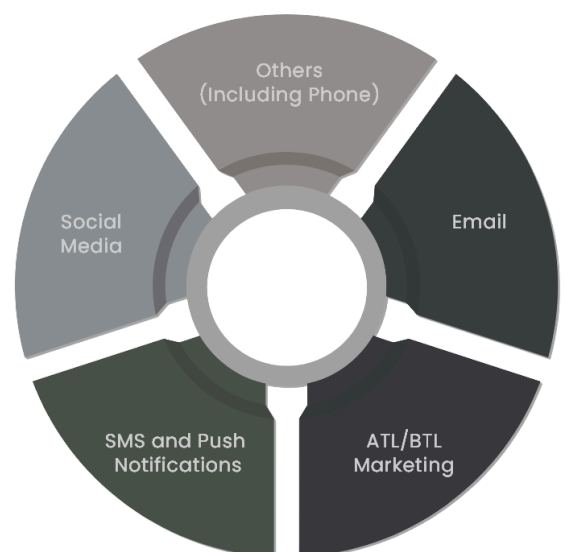 Others
(Including Phone)
Social
Media
Email
SMS and Push
Notifications
ATL/BTL
Marketing